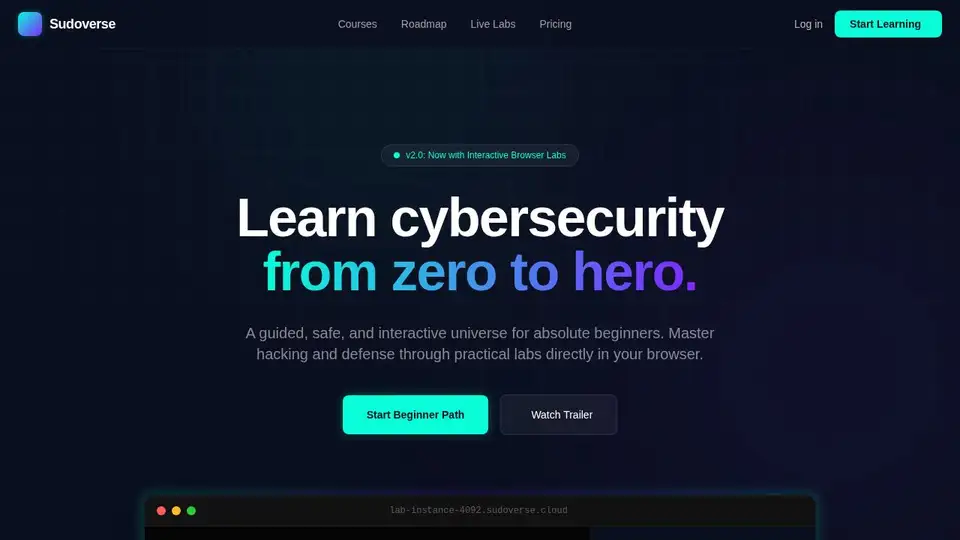 Sudoverse
Courses
Roadmap
Live Labs
Pricing
Log in
Start Learning
v2.0: Now with Interactive Browser Labs
Learn cybersecurity
from zero to hero.
A guided, safe, and interactive universe for absolute beginners. Master
hacking and defense through practical labs directly in your browser.
Start Beginner Path
Watch Trailer
lab-instance-4092.sudoverse.cloud